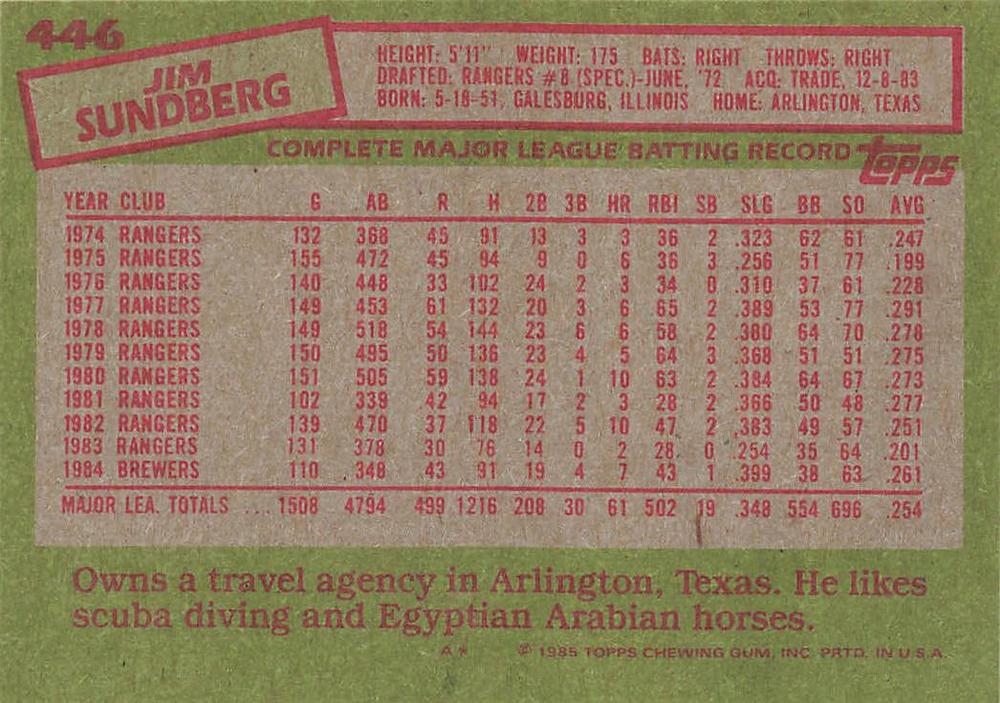 446
JIM
SUNDBERG
HEIGHT: 5'11" WEIGHT: 175 BATS: RIGHT THROWS: RIGHT
DRAFTED: RANGERS #8 (SPEC.)-JUNE, '72 ACQ: TRADE, 12-8-83
BORN: 5-18-51, GALESBURG, ILLINOIS HOME: ARLINGTON, TEXAS
COMPLETE MAJOR LEAGUE BATTING RECORD topps
YEAR CLUB G AB R H 2B 3B HR RBI SB SLG BB SO AVG
1974 RANGERS 132 368 45 91 13 3 3 36 2 .323 62 61 .247
1975 RANGERS 155 472 45 94 9 0 6 36 3 .256 51 77 .199
1976 RANGERS 140 448 33 102 24 2 3 34 0 .310 37 61 .228
1977 RANGERS 149 453 61 132 20 3 6 65 2 .389 53 77 .291
1978 RANGERS 149 518 54 144 23 6 6 58 2 .380 64 70 .278
1979 RANGERS 150 495 50 136 23 4 5 64 3 .368 51 51 .275
1980 RANGERS 151 505 59 138 24 1 10 63 2 .384 64 67 .273
1981 RANGERS 102 339 42 94 17 2 3 28 2 .366 50 48 .277
1982 RANGERS 139 470 37 118 22 5 10 47 2 .383 49 57 .251
1983 RANGERS 131 378 30 76 14 0 2 28 0 .254 35 64 .201
1984 BREWERS 110 348 43 91 19 4 7 43 1 .399 38 63 .261
MAJOR LEA. TOTALS ... 1508 4794 499 1216 208 30 61 502 19 .348 554 696 .254
Owns a travel agency in Arlington, Texas. He likes
scuba diving and Egyptian Arabian horses.
A* © 1985 TOPPS CHEWING GUM, INC. PRTD. IN U.S.A.